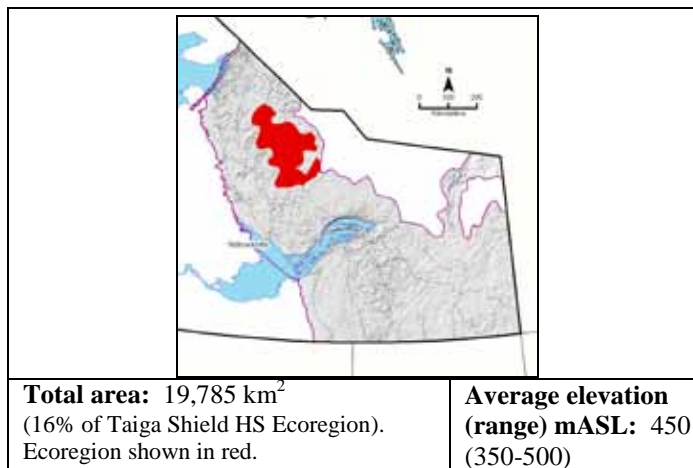 N
Yellowknife
Total area: 19,785 km²
(16% of Taiga Shield HS Ecoregion).
Ecoregion shown in red.
Average elevation
(range) mASL: 450
(350-500)